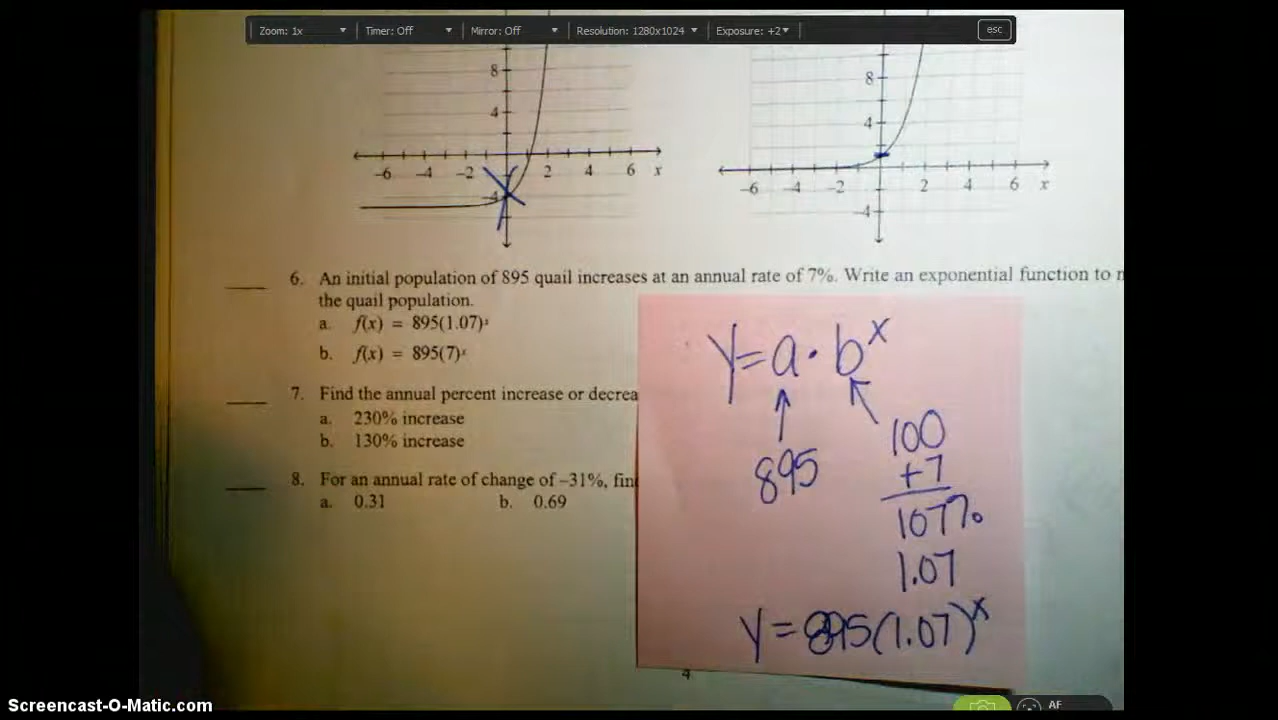 Zoom: 1x Timer: Off Mirror: Off Resolution: 1280x1024 Exposure: +2 esc
8
4
-6 -4 -2 2 4 6 x
-4
8
4
-6 -4 -2 2 4 6 x
-4
6. An initial population of 895 quail increases at an annual rate of 7%. Write an exponential function to
the quail population.
a. f(x) = 895(1.07)ˣ
b. f(x) = 895(7)ˣ
7. Find the annual percent increase or decrea
a. 230% increase
b. 130% increase
8. For an annual rate of change of –31%,
a. 0.31 b. 0.69
y = a · bˣ
895
100
+7
107%
1.07
y = 895(1.07)ˣ
4
Screencast-O-Matic.com
AF